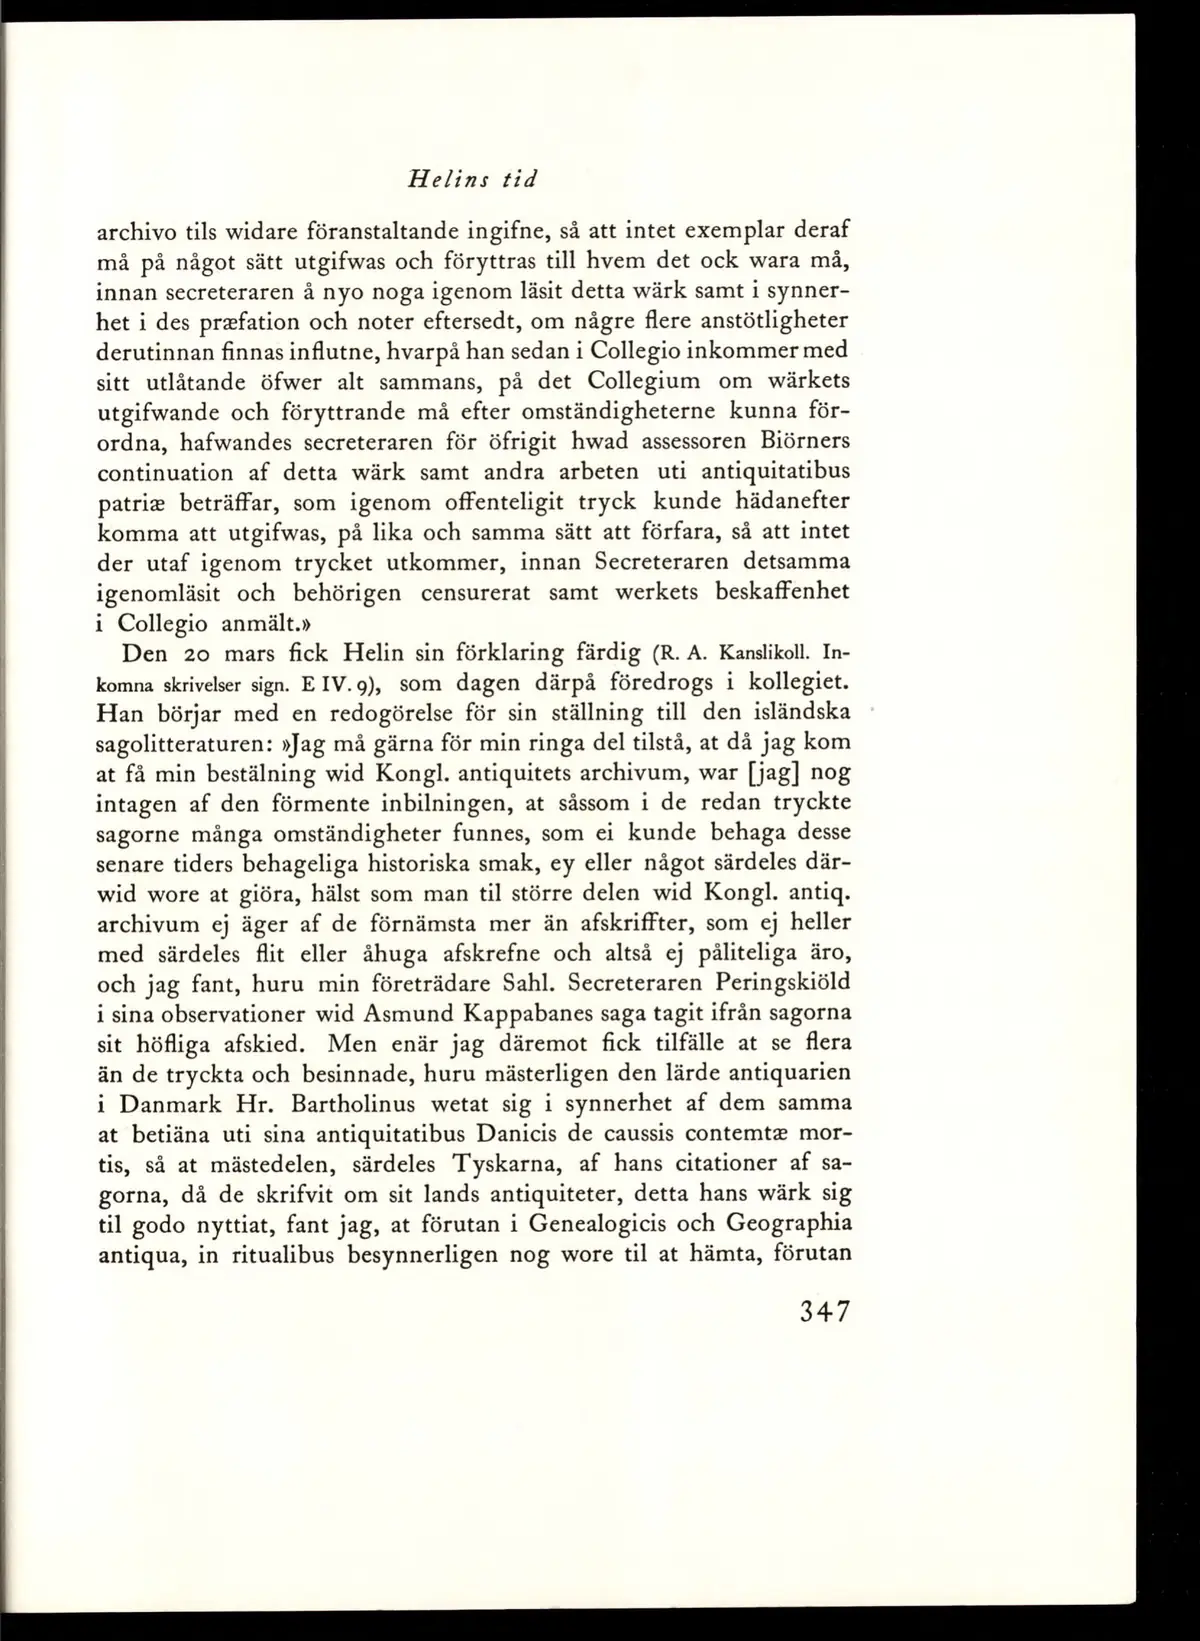 Helins tid
archivo tils widare föranstaltande ingifne, så att intet exemplar deraf
må på något sätt utgifwas och föryttras till hvem det ock wara må,
innan secreteraren å nyo noga igenom läsit detta wärk samt i synner-
het i des præfation och noter eftersedt, om någre flere anstötligheter
derutinnan finnas influtne, hvarpå han sedan i Collegio inkommer med
sitt utlåtande öfwer alt sammans, på det Collegium om wärkets
utgifwande och föryttrande må efter omständigheterne kunna för-
ordna, hafwandes secreteraren för öfrigit hwad assessoren Biörners
continuation af detta wärk samt andra arbeten uti antiquitatibus
patriæ beträffar, som igenom offenteligit tryck kunde hädanefter
komma att utgifwas, på lika och samma sätt att förfara, så att intet
der utaf igenom trycket utkommer, innan Secreteraren detsamma
igenomläsit och behörigen censurerat samt werkets beskaffenhet
i Collegio anmält.»
Den 20 mars fick Helin sin förklaring färdig (R. A. Kanslikoll. In-
komna skrivelser sign. E IV. 9), som dagen därpå föredrogs i kollegiet.
Han börjar med en redogörelse för sin ställning till den isländska
sagolitteraturen: »Jag må gärna för min ringa del tilstå, at då jag kom
at få min bestälning wid Kongl. antiquitets archivum, war [jag] nog
intagen af den förmente inbilningen, at såssom i de redan tryckte
sagorne många omständigheter funnes, som ei kunde behaga desse
senare tiders behageliga historiska smak, ey eller något särdeles där-
wid wore at giöra, hälst som man til större delen wid Kongl. antiq.
archivum ej äger af de förnämsta mer än afskriffter, som ej heller
med särdeles flit eller åhuga afskrefne och altså ej påliteliga äro,
och jag fant, huru min företrädare Sahl. Secreteraren Peringskiöld
i sina observationer wid Asmund Kappabanes saga tagit ifrån sagorna
sit höfliga afskied. Men enär jag däremot fick tilfälle at se flera
än de tryckta och besinnade, huru mästerligen den lärde antiquarien
i Danmark Hr. Bartholinus wetat sig i synnerhet af dem samma
at betiäna uti sina antiquitatibus Danicis de caussis contemtæ mor-
tis, så at mästedelen, särdeles Tyskarna, af hans citationer af sa-
gorna, då de skrifvit om sit lands antiquiteter, detta hans wärk sig
til godo nyttiat, fant jag, at förutan i Genealogicis och Geographia
antiqua, in ritualibus besynnerligen nog wore til at hämta, förutan
347